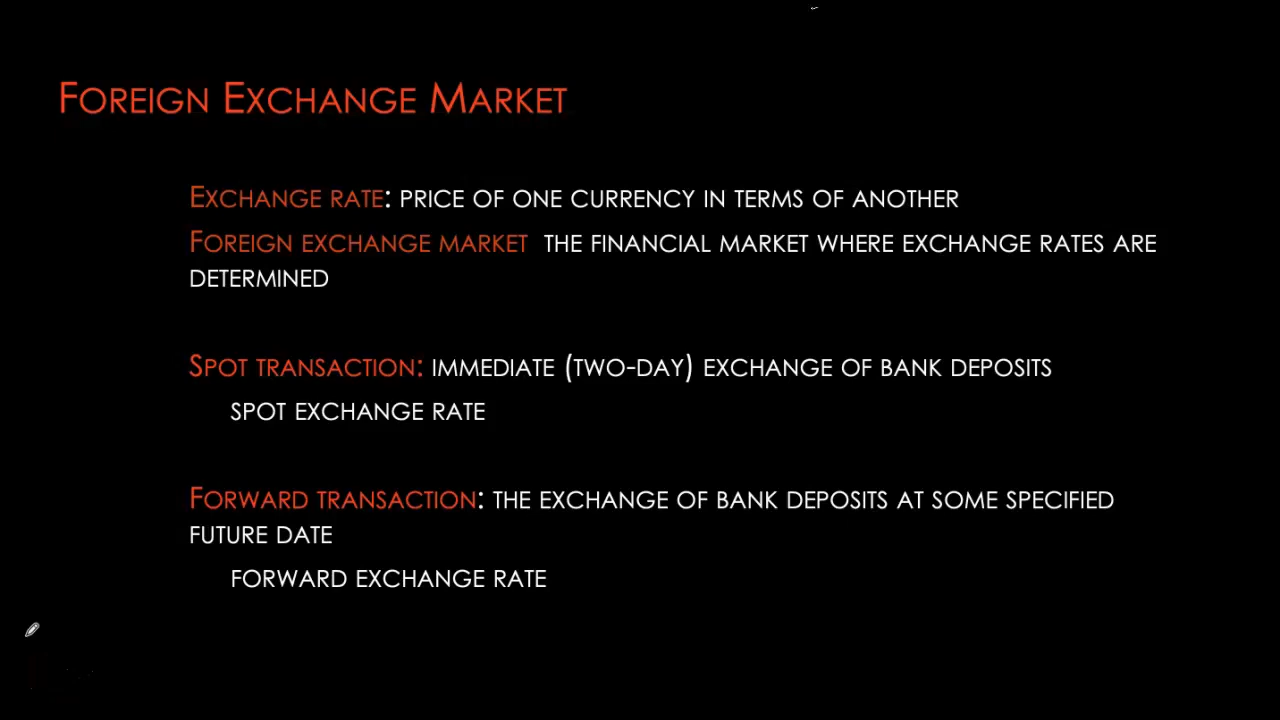 Foreign Exchange Market
Exchange rate: price of one currency in terms of another
Foreign exchange market the financial market where exchange rates are
determined
Spot transaction: immediate (two-day) exchange of bank deposits
spot exchange rate
Forward transaction: the exchange of bank deposits at some specified
future date
forward exchange rate